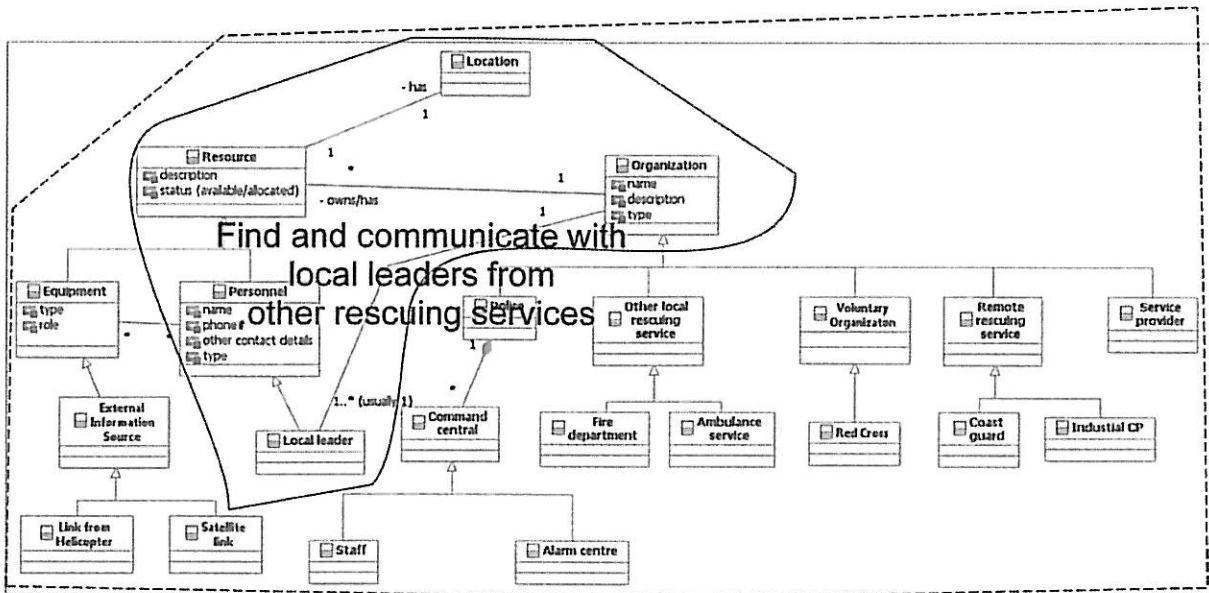 Location
- has
1
1
Resource
description
status (available/allocated)
*
1
- owns/has
1
Organization
name
description
type
Find and communicate with
local leaders from
other rescuing services
Equipment
type
role
*
Personnel
name
phone#
other contact details
type
Police
1
*
Other local
rescuing
service
Voluntary
Organizaton
Remote
rescuing
service
Service
provider
External
Information
Source
1..* (usually 1)
Local leader
Command
central
Fire
department
Ambulance
service
Red Cross
Coast
guard
Industial CP
Link from
Helicopter
Satellite
link
Staff
Alarm centre